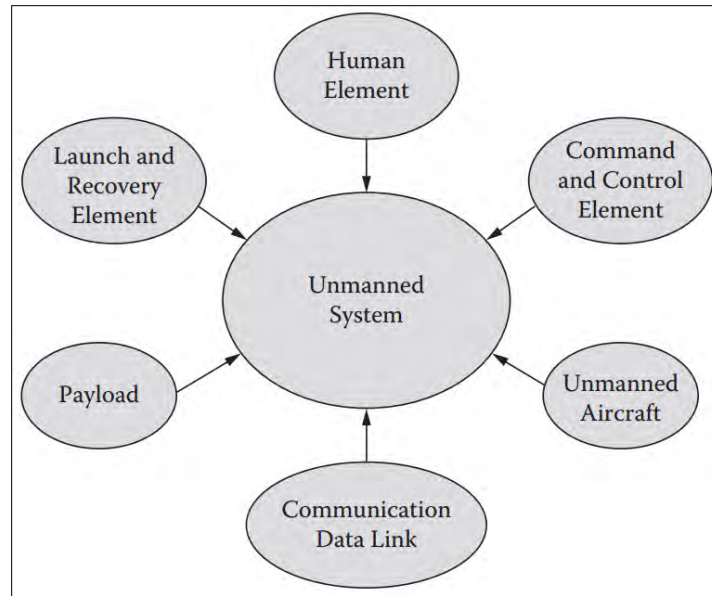 Human
Element
Launch and
Recovery
Element
Command
and Control
Element
Unmanned
System
Payload
Unmanned
Aircraft
Communication
Data Link